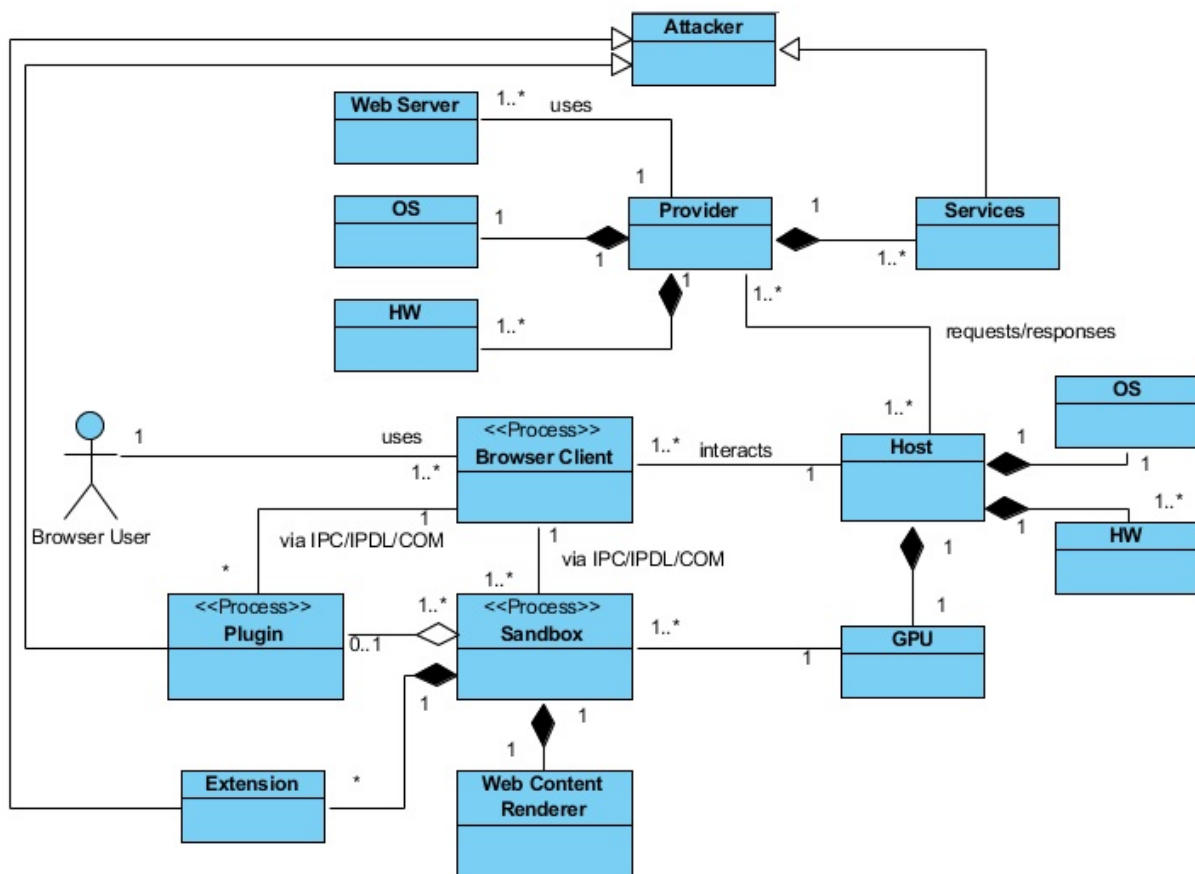 Attacker
Web Server
1..*
uses
1
OS
1
1
Provider
1
1..*
Services
HW
1..*
1
1..*
requests/responses
1..*
Browser User
1
uses
1..*
<<Process>>
Browser Client
1..*
interacts
1
Host
1
1
OS
1
1..*
HW
1
via IPC/IPDL/COM
*
1
via IPC/IPDL/COM
1..*
<<Process>>
Plugin
0..1
1..*
<<Process>>
Sandbox
1..*
1
1
1
GPU
1
*
Extension
1
1
Web Content
Renderer